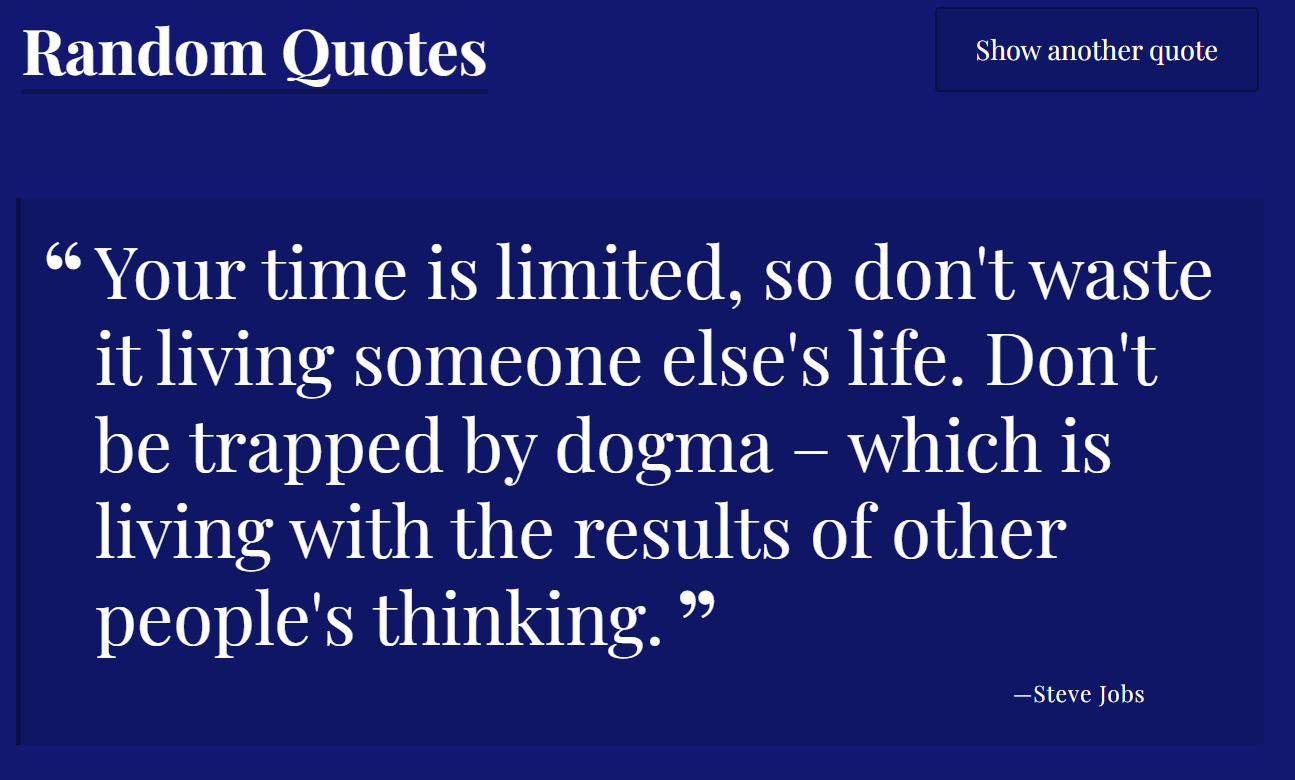 Random Quotes
Show another quote
“ Your time is limited, so don't waste
it living someone else's life. Don't
be trapped by dogma – which is
living with the results of other
people's thinking. ”
—Steve Jobs